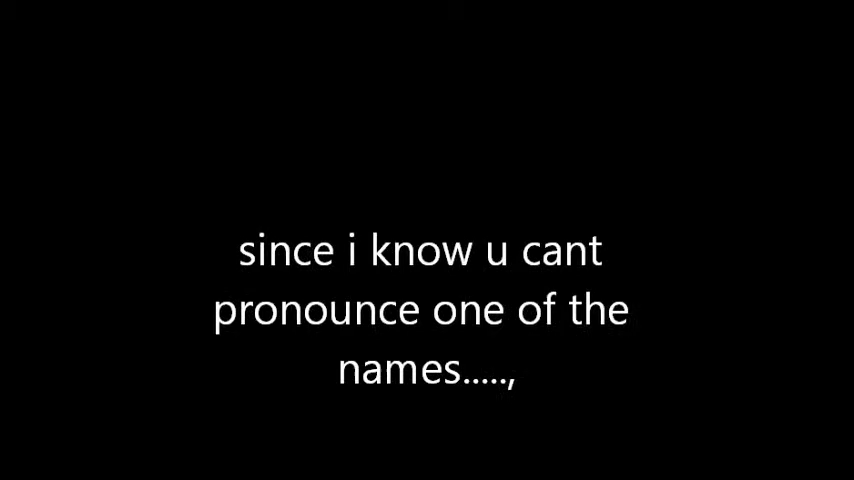 since i know u cant
pronounce one of the
names.....,